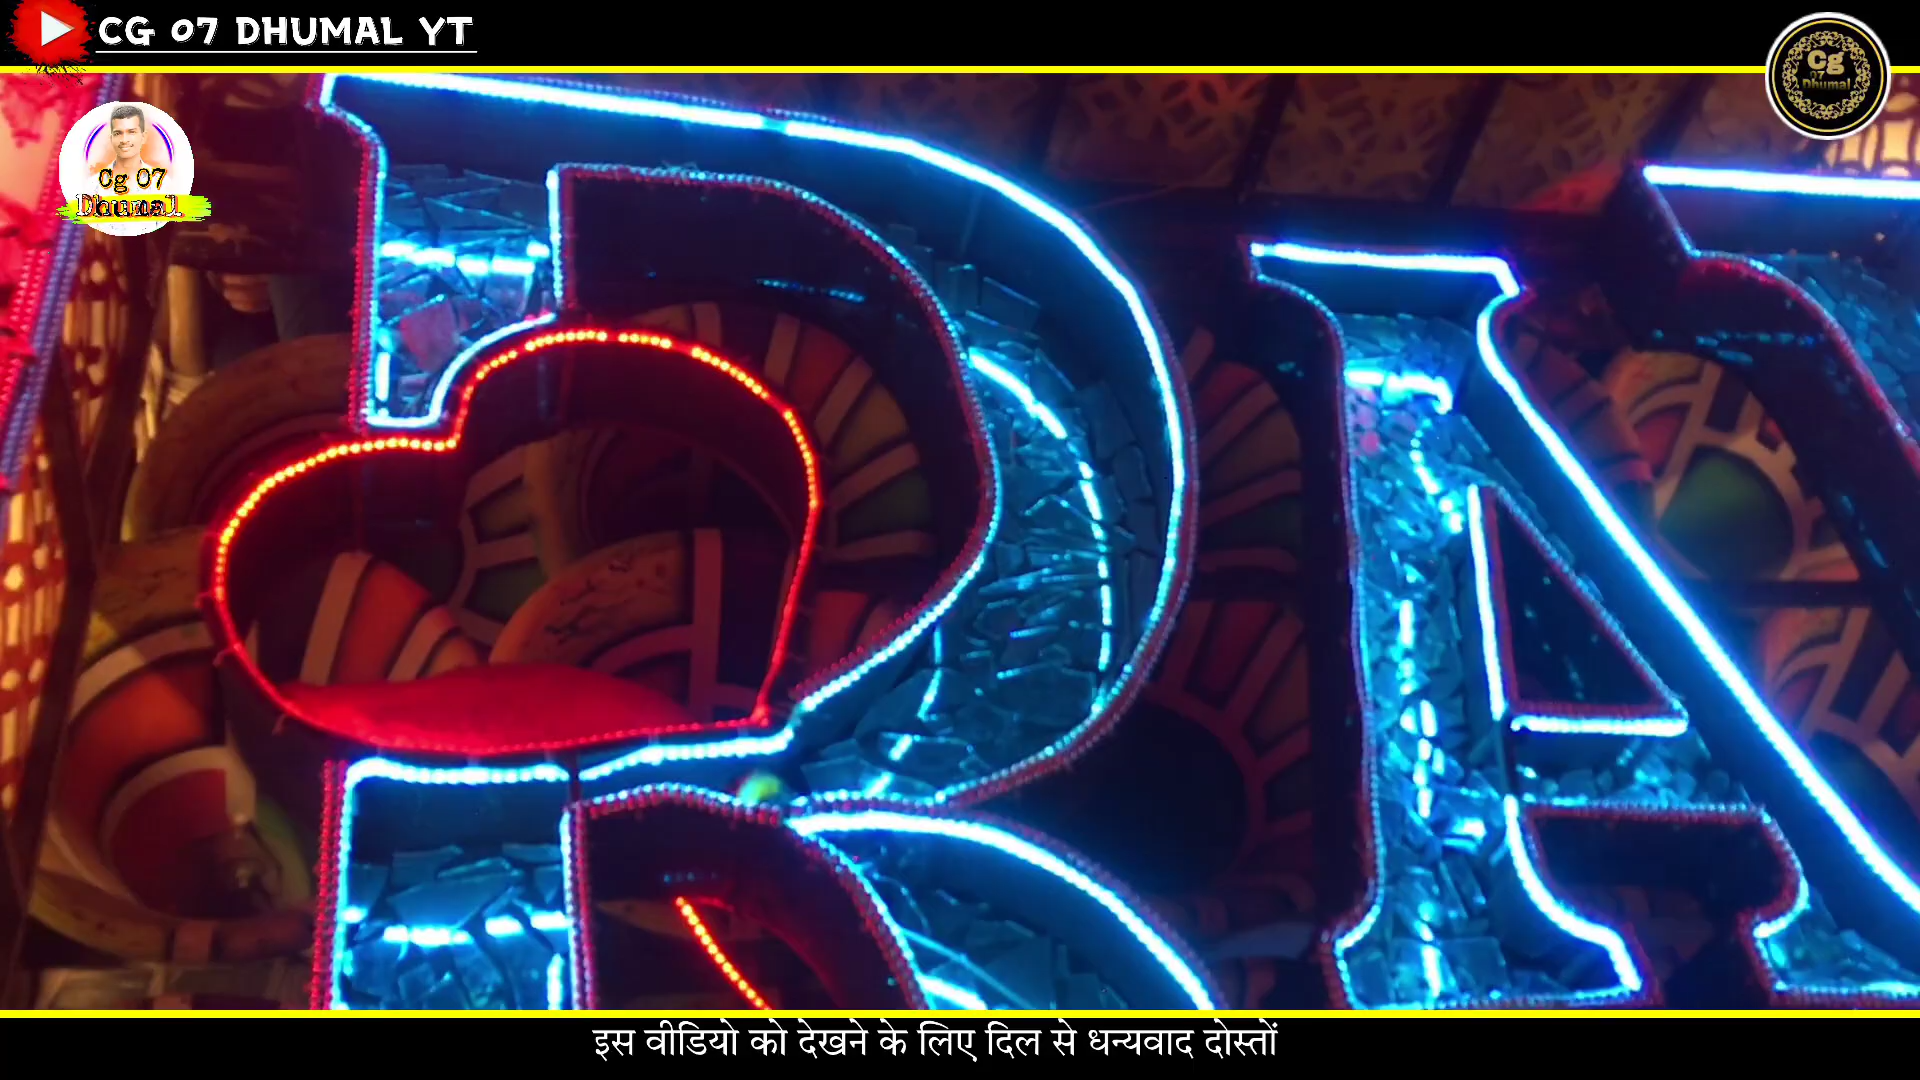 CG 07 DHUMAL YT
Cg
07
Dhumal
Cg 07
Dhumal
इस वीडियो को देखने के लिए दिल से धन्यवाद दोस्तों